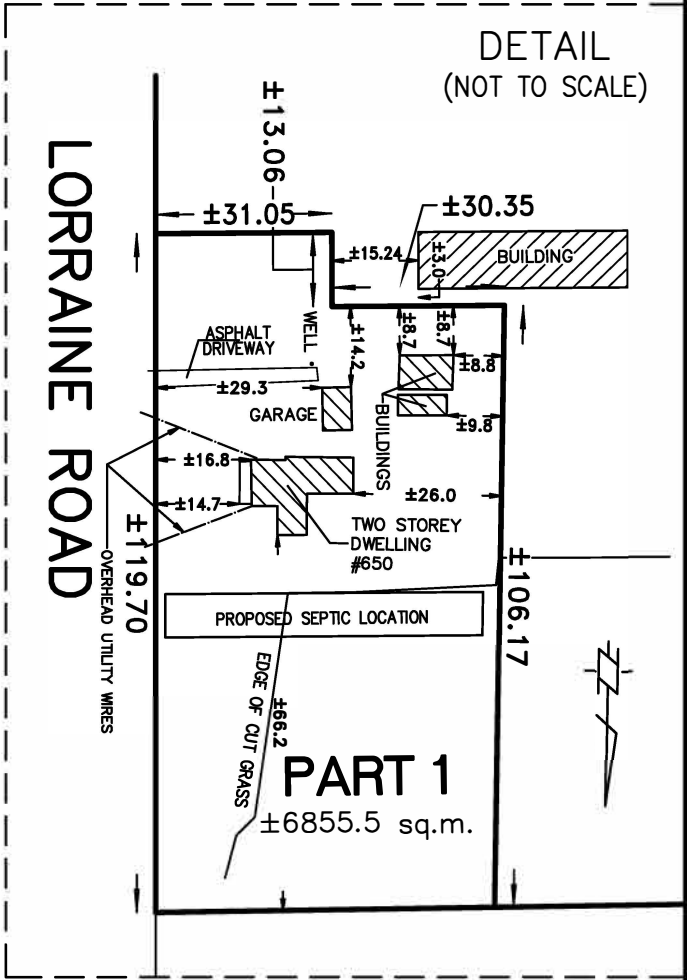 DETAIL
(NOT TO SCALE)
±13.06
±31.05
±30.35
±15.24
±3.0
BUILDING
LORRAINE ROAD
ASPHALT
DRIVEWAY
WELL
±14.2
±8.7
±8.7
±8.8
±29.3
GARAGE
BUILDINGS
±9.8
±16.8
±14.7
±26.0
TWO STOREY
DWELLING
#650
±119.70
OVERHEAD UTILITY WIRES
±106.17
PROPOSED SEPTIC LOCATION
EDGE OF CUT GRASS
±66.2
PART 1
±6855.5 sq.m.